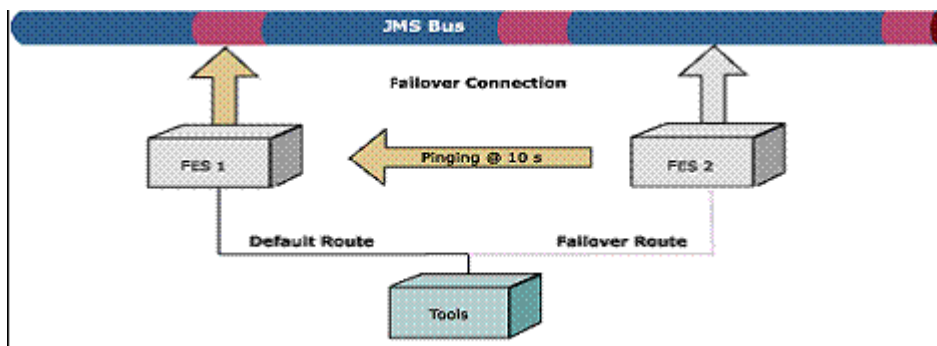 JMS Bus
Failover Connection
FES 1
Pinging @ 10 s
FES 2
Default Route
Failover Route
Tools